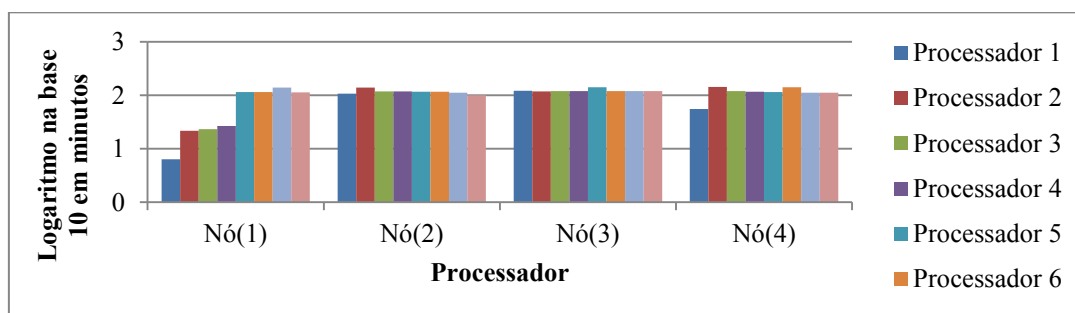 Logaritmo na base
10 em minutos
3
2
1
0
Nó(1)
Nó(2)
Nó(3)
Nó(4)
Processador
Processador 1
Processador 2
Processador 3
Processador 4
Processador 5
Processador 6